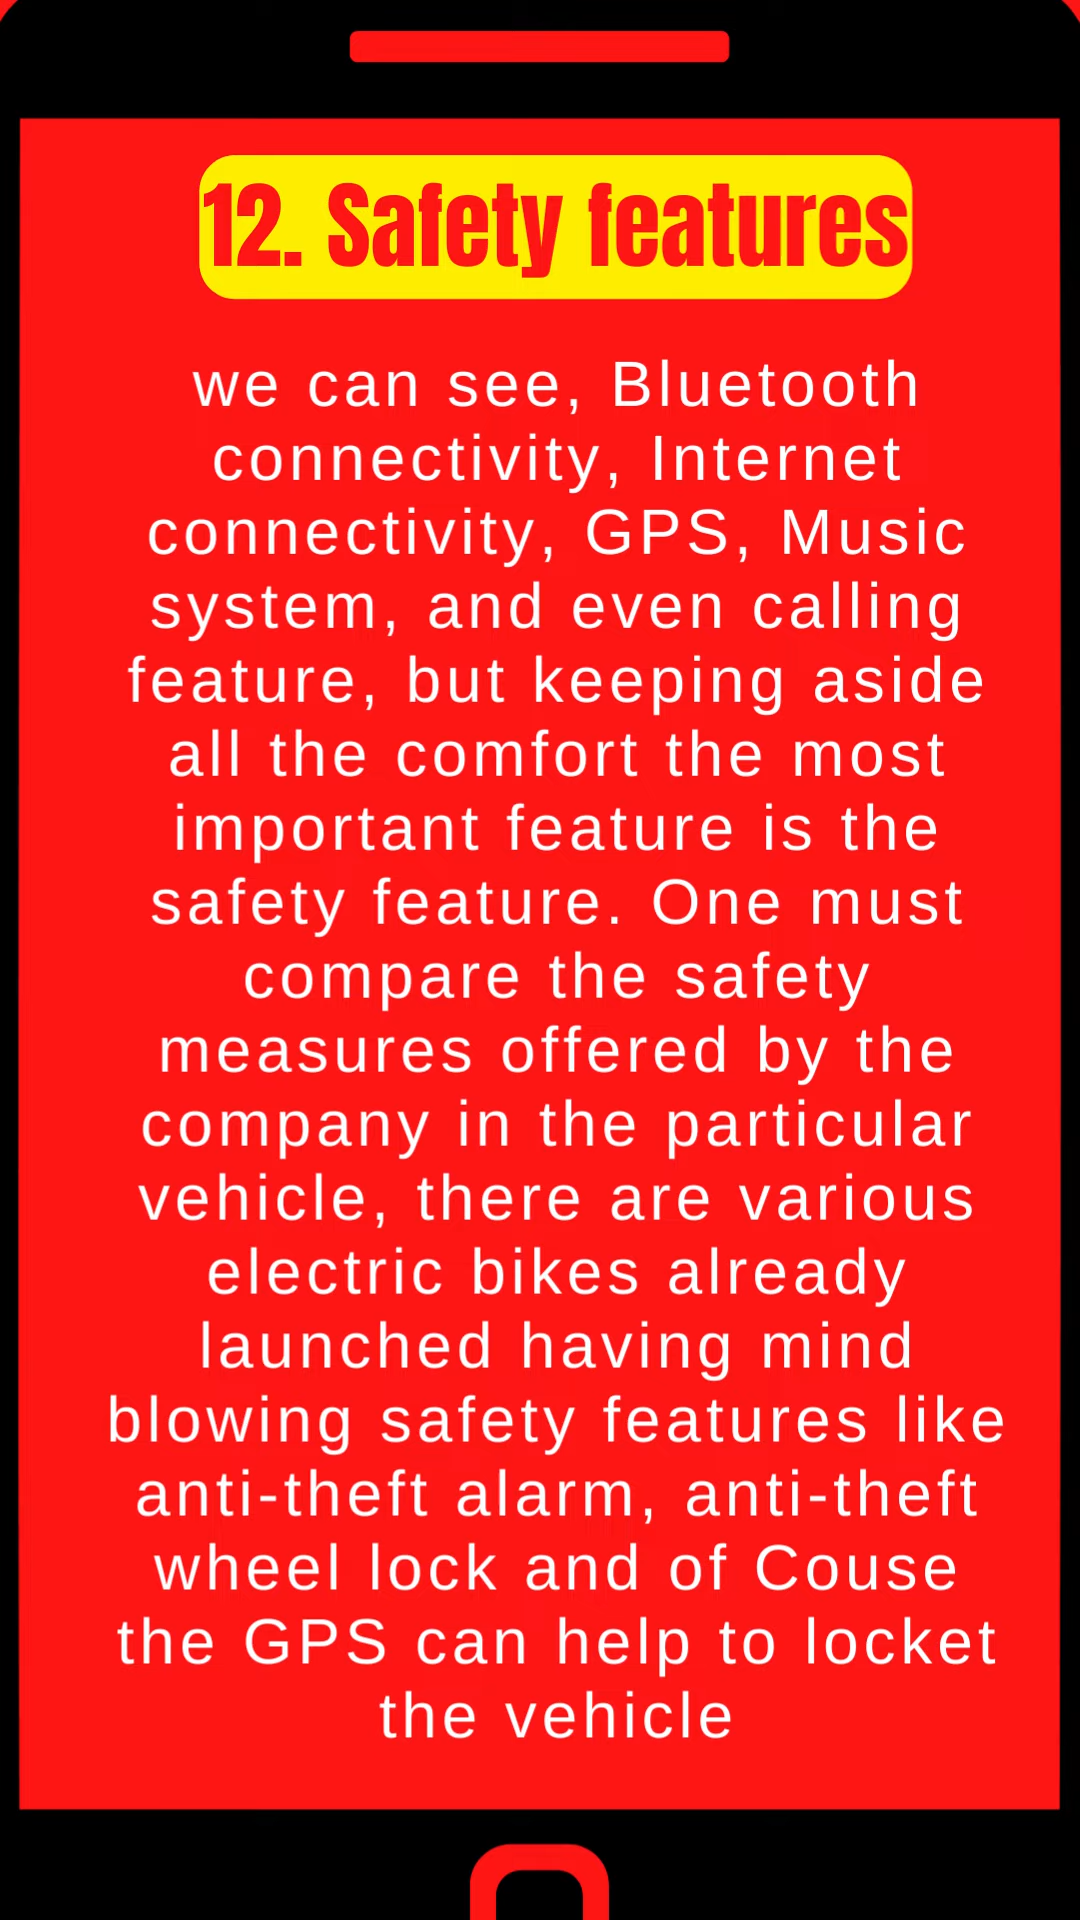 12. Safety features
we can see, Bluetooth
connectivity, Internet
connectivity, GPS, Music
system, and even calling
feature, but keeping aside
all the comfort the most
important feature is the
safety feature. One must
compare the safety
measures offered by the
company in the particular
vehicle, there are various
electric bikes already
launched having mind
blowing safety features like
anti-theft alarm, anti-theft
wheel lock and of Couse
the GPS can help to locket
the vehicle